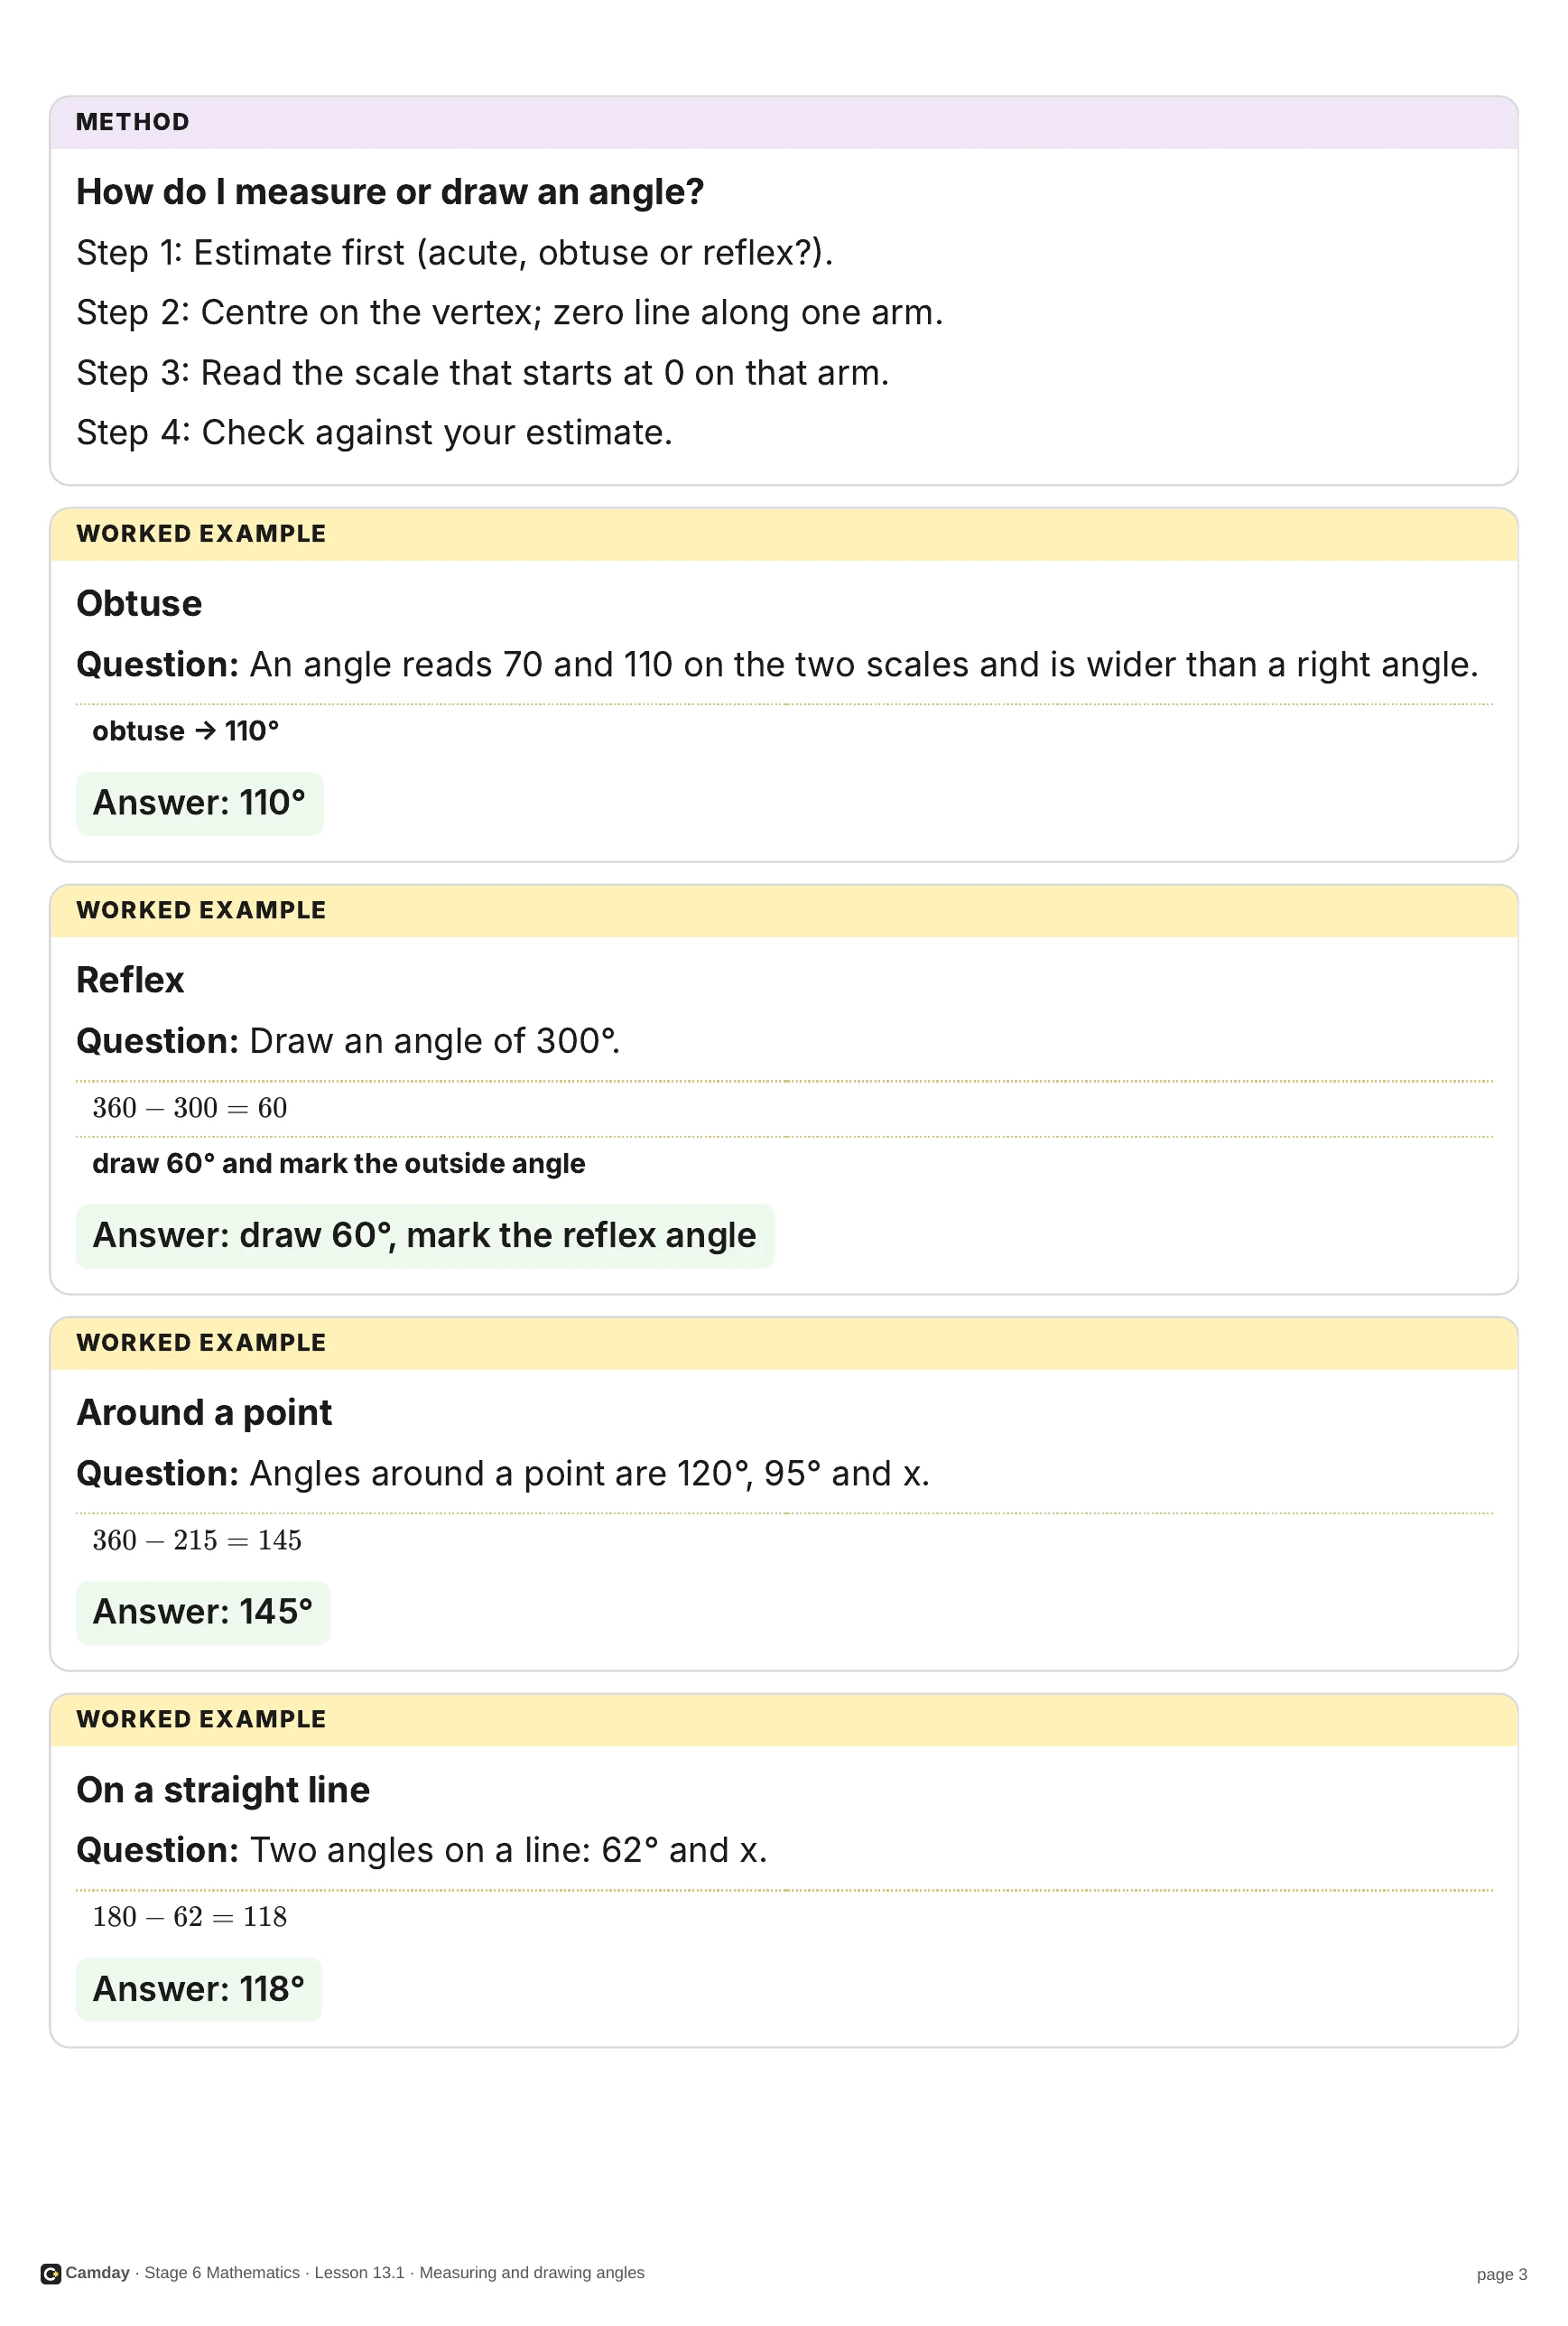 METHOD
How do I measure or draw an angle?
Step 1: Estimate first (acute, obtuse or reflex?).
Step 2: Centre on the vertex; zero line along one arm.
Step 3: Read the scale that starts at 0 on that arm.
Step 4: Check against your estimate.
WORKED EXAMPLE
Obtuse
Question: An angle reads 70 and 110 on the two scales and is wider than a right angle.
obtuse → 110°
Answer: 110°
WORKED EXAMPLE
Reflex
Question: Draw an angle of 300°.
360 − 300 = 60
draw 60° and mark the outside angle
Answer: draw 60°, mark the reflex angle
WORKED EXAMPLE
Around a point
Question: Angles around a point are 120°, 95° and x.
360 − 215 = 145
Answer: 145°
WORKED EXAMPLE
On a straight line
Question: Two angles on a line: 62° and x.
180 − 62 = 118
Answer: 118°
Camday · Stage 6 Mathematics · Lesson 13.1 · Measuring and drawing angles
page 3